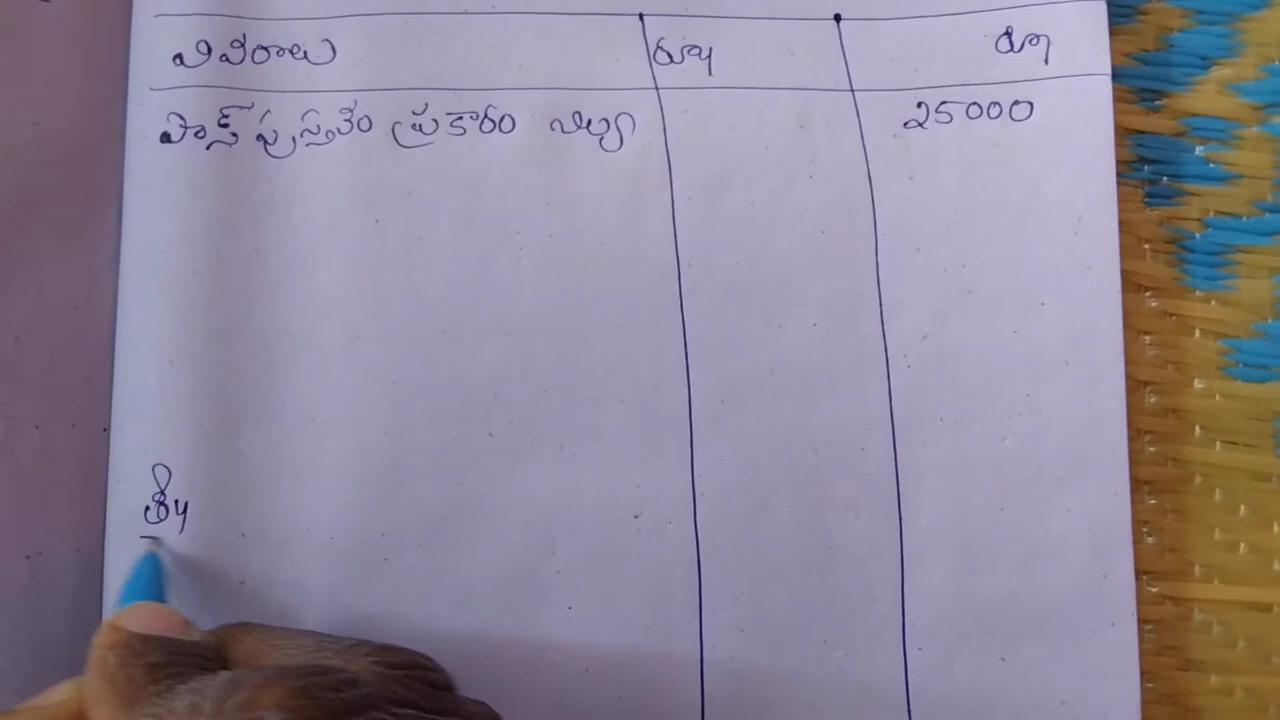 వివరాలు రూ॥ రూ॥
పాస్ పుస్తకం ప్రకారం నిల్వ 25000
తీ॥